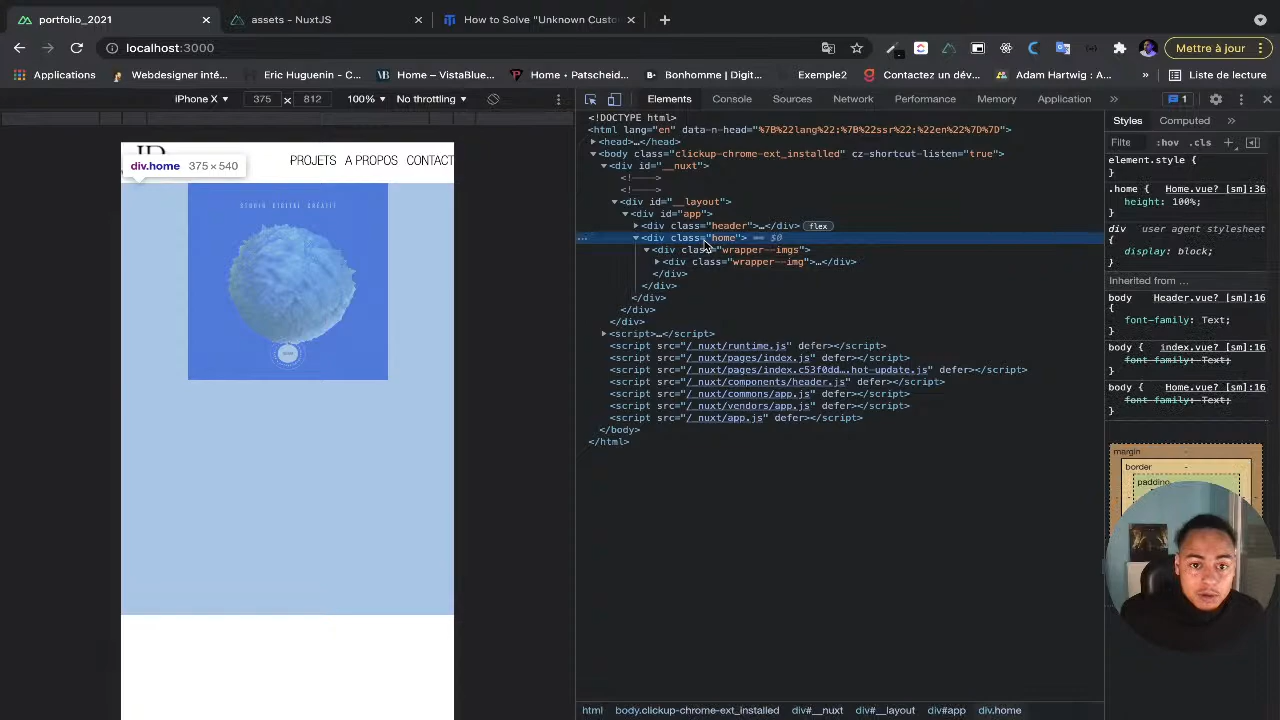 portfolio_2021
assets - NuxtJS
How to Solve "Unknown Custo
localhost:3000
Mettre à jour
Applications
Webdesigner inté...
Eric Huguenin - C...
Home – VistaBlue...
Home • Patscheid...
Bonhomme | Digit...
Exemple2
Contactez un dév...
Adam Hartwig : A...
»
Liste de lecture
iPhone X
375
×
812
100%
No throttling
Elements
Console
Sources
Network
Performance
Memory
Application
»
1
PROJETS
A PROPOS
CONTACT
div.home 375 × 540
STUDIO DIGITAL CREATIF
<!DOCTYPE html>
<html lang="en" data-n-head="%7B%22lang%22:%7B%22ssr%22:%22en%22%7D%7D">
<head>…</head>
<body class="clickup-chrome-ext_installed" cz-shortcut-listen="true">
<div id="__nuxt">
<!---->
<!---->
<div id="__layout">
<div id="app">
<div class="header">…</div> flex
… <div class="home"> == $0
<div class="wrapper--imgs">
<div class="wrapper--img">…</div>
</div>
</div>
</div>
</div>
</div>
<script>…</script>
<script src="/_nuxt/runtime.js" defer></script>
<script src="/_nuxt/pages/index.js" defer></script>
<script src="/_nuxt/pages/index.c53f0dd….hot-update.js" defer></script>
<script src="/_nuxt/components/header.js" defer></script>
<script src="/_nuxt/commons/app.js" defer></script>
<script src="/_nuxt/vendors/app.js" defer></script>
<script src="/_nuxt/app.js" defer></script>
</body>
</html>
html
body.clickup-chrome-ext_installed
div#__nuxt
div#__layout
div#app
div.home
Styles
Computed
»
Filte
:hov
.cls
element.style {
}
.home { Home.vue? [sm]:36
height: 100%;
}
div user agent stylesheet
{
display: block;
}
Inherited from …
body Header.vue? [sm]:16
{
font-family: Text;
}
body { index.vue? [sm]:16
font-family: Text;
}
body { Home.vue? [sm]:16
font-family: Text;
}
margin
border
padding